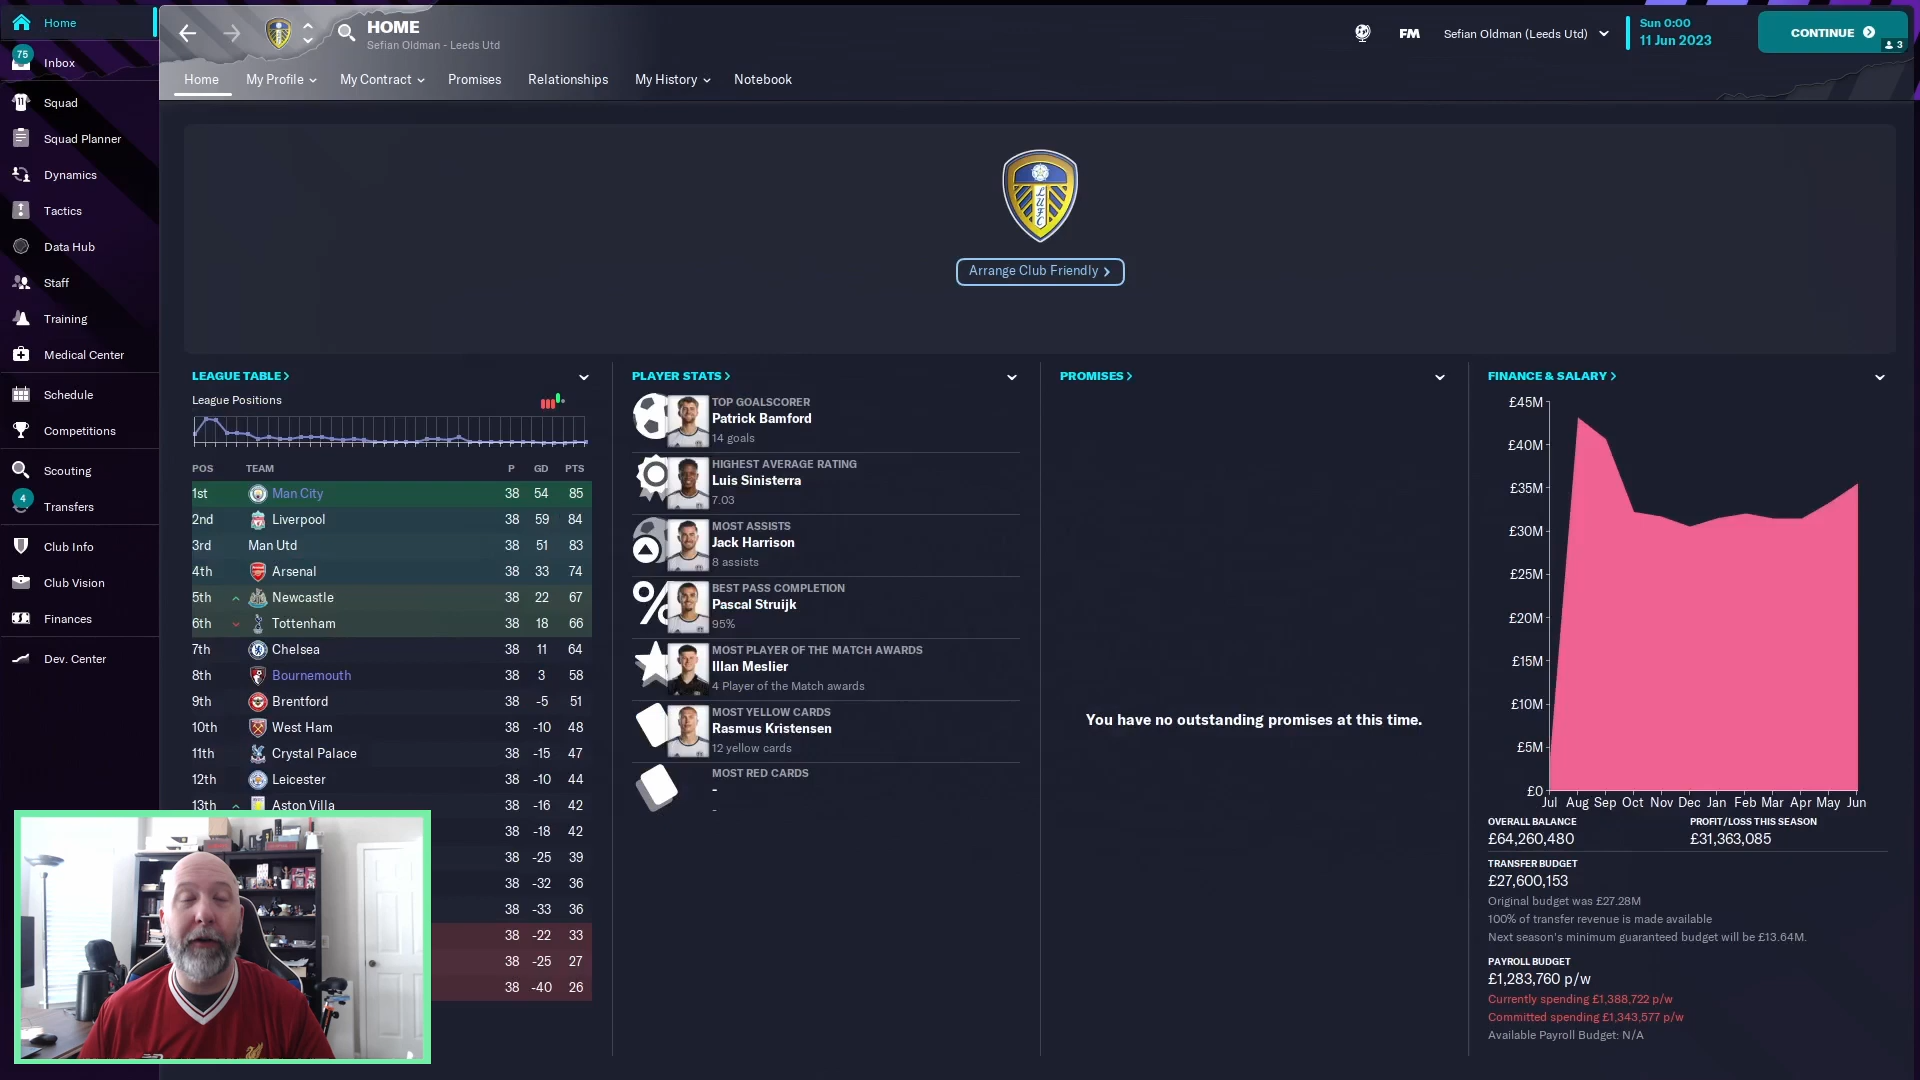 Home
75
Inbox
Squad
Squad Planner
Dynamics
Tactics
Data Hub
Staff
Training
Medical Center
Schedule
Competitions
Scouting
4
Transfers
Club Info
Club Vision
Finances
Dev. Center
HOME
Sefian Oldman - Leeds Utd
FM
Sefian Oldman (Leeds Utd)
Sun 0:00
11 Jun 2023
CONTINUE
3
Home My Profile My Contract Promises Relationships My History Notebook
LUFC
Arrange Club Friendly
LEAGUE TABLE
League Positions
POS TEAM P GD PTS
1st Man City 38 54 85
2nd Liverpool 38 59 84
3rd Man Utd 38 51 83
4th Arsenal 38 33 74
5th Newcastle 38 22 67
6th Tottenham 38 18 66
7th Chelsea 38 11 64
8th Bournemouth 38 3 58
9th Brentford 38 -5 51
10th West Ham 38 -10 48
11th Crystal Palace 38 -15 47
12th Leicester 38 -10 44
13th Aston Villa 38 -16 42
38 -18 42
38 -25 39
38 -32 36
38 -33 36
38 -22 33
38 -25 27
38 -40 26
PLAYER STATS
TOP GOALSCORER
Patrick Bamford
14 goals
HIGHEST AVERAGE RATING
Luis Sinisterra
7.03
MOST ASSISTS
Jack Harrison
8 assists
BEST PASS COMPLETION
Pascal Struijk
95%
MOST PLAYER OF THE MATCH AWARDS
Illan Meslier
4 Player of the Match awards
MOST YELLOW CARDS
Rasmus Kristensen
12 yellow cards
MOST RED CARDS
-
-
PROMISES
You have no outstanding promises at this time.
FINANCE & SALARY
£45M
£40M
£35M
£30M
£25M
£20M
£15M
£10M
£5M
£0
Jul Aug Sep Oct Nov Dec Jan Feb Mar Apr May Jun
OVERALL BALANCE
£64,260,480
PROFIT/LOSS THIS SEASON
£31,363,085
TRANSFER BUDGET
£27,600,153
Original budget was £27.28M
100% of transfer revenue is made available
Next season's minimum guaranteed budget will be £13.64M.
PAYROLL BUDGET
£1,283,760 p/w
Currently spending £1,388,722 p/w
Committed spending £1,343,577 p/w
Available Payroll Budget: N/A